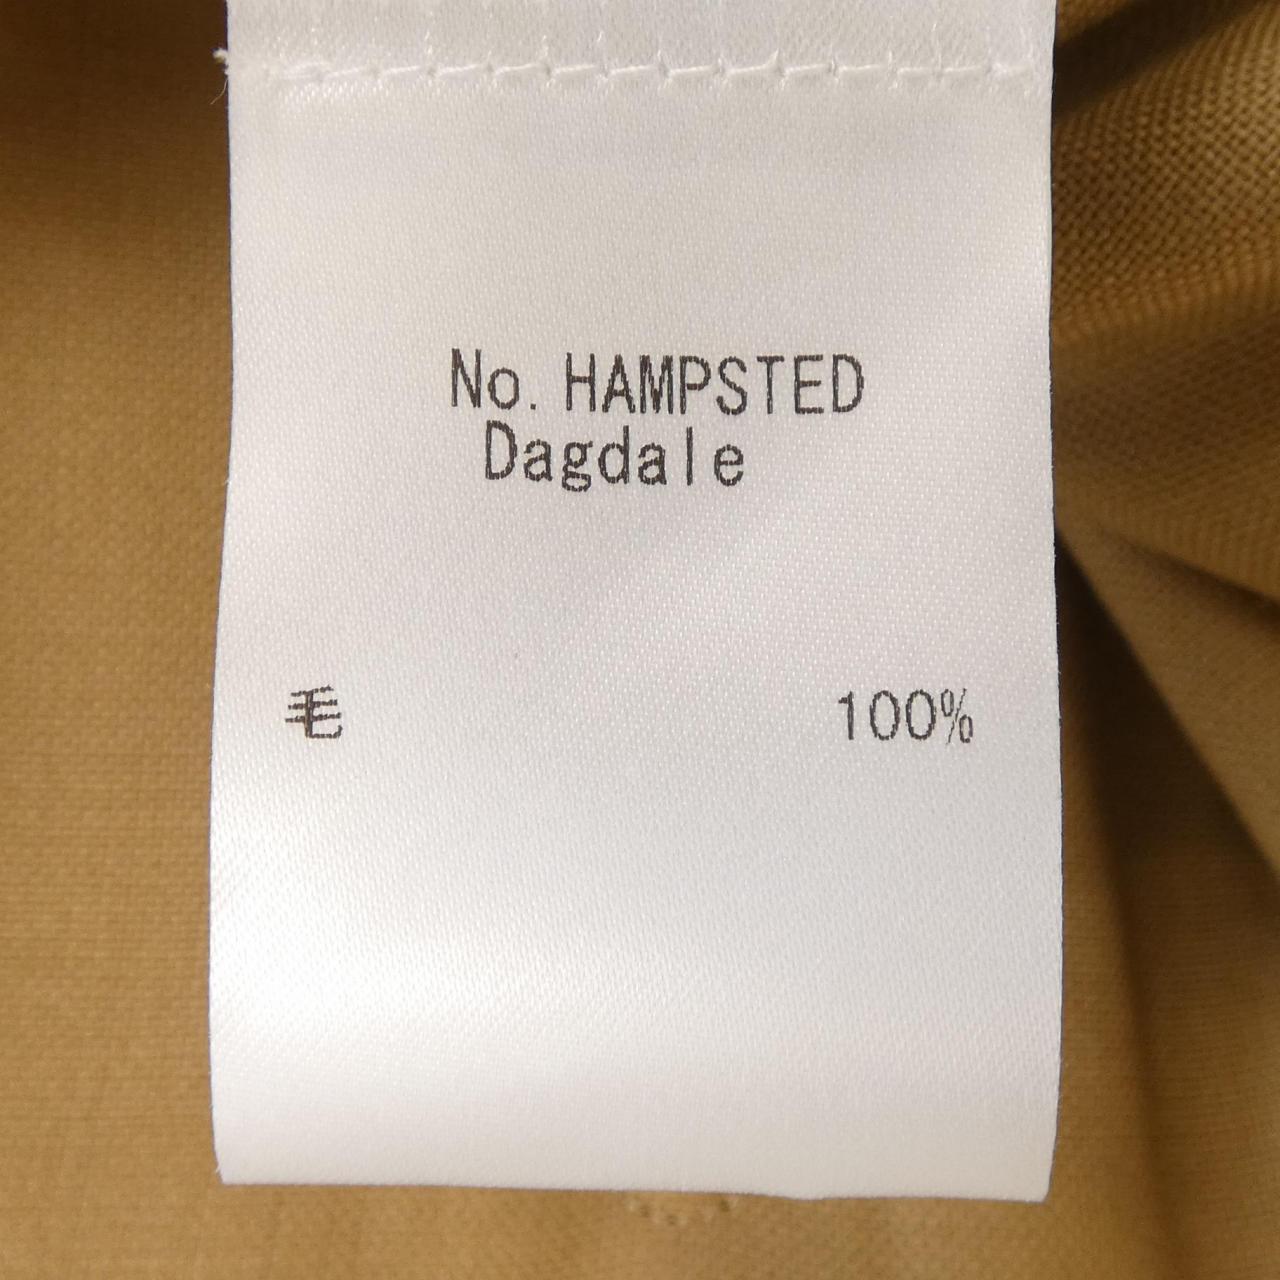 No. HAMPSTED
Dagdale
毛 100%